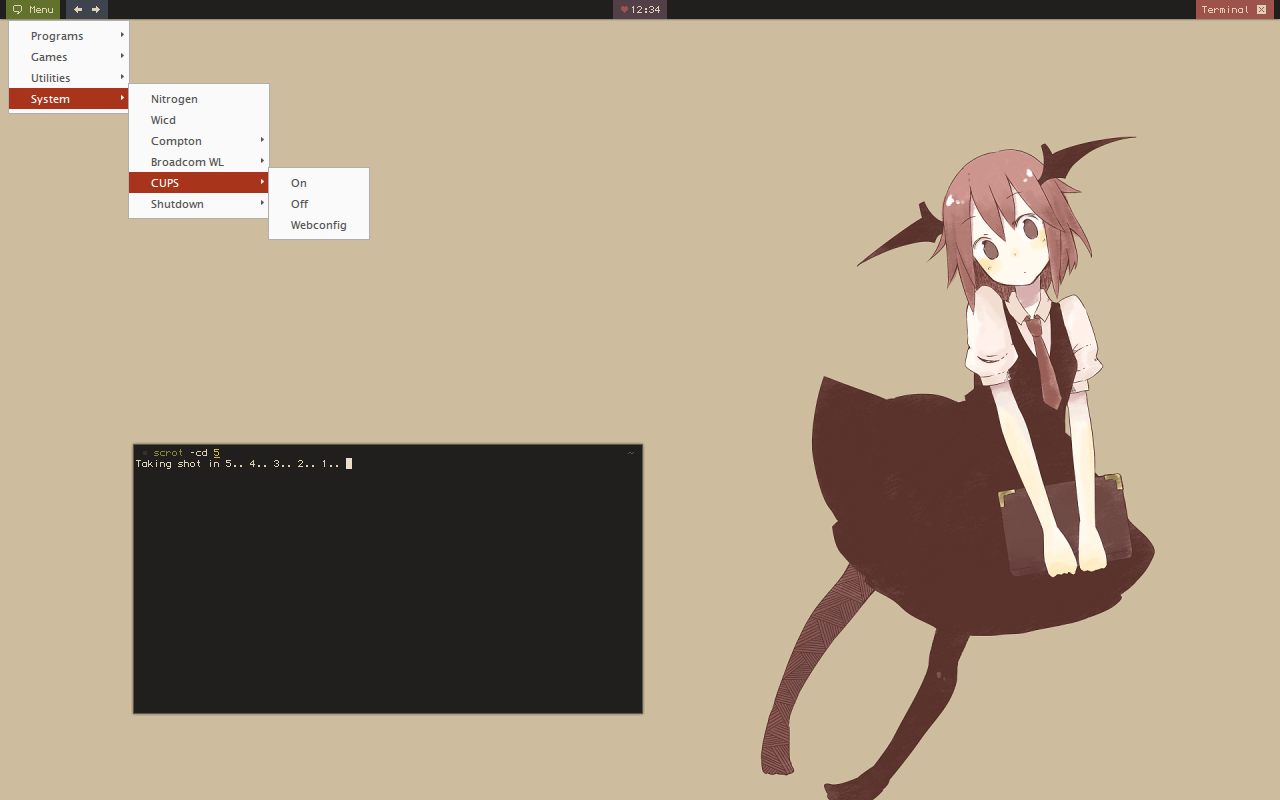 Menu 12:34 Terminal
Programs
Games
Utilities
System
Nitrogen
Wicd
Compton
Broadcom WL
CUPS
Shutdown
On
Off
Webconfig
scrot -cd 5 ~
Taking shot in 5.. 4.. 3.. 2.. 1..